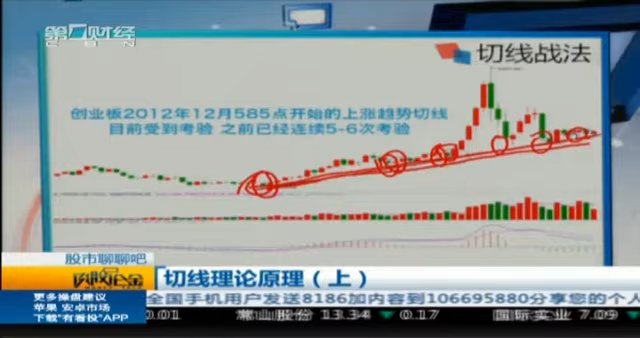 第一财经
CBN
切线战法
创业板2012年12月585点开始的上涨趋势切线
目前受到考验 之前已经连续5-6次考验
股市聊聊吧
切线理论原理（上）
更多操盘建议
苹果 安卓市场
下载"有看投"APP
全国手机用户发送8186加内容到106695880分享您的个人
0.01 常山股份 13.34 0.17 国际实业 7.09